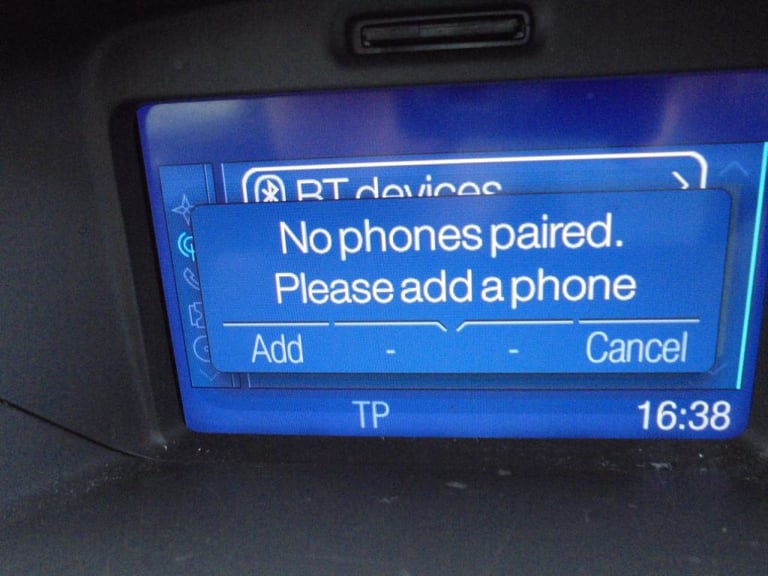 BT devices
No phones paired.
Please add a phone
Add - - Cancel
TP 16:38